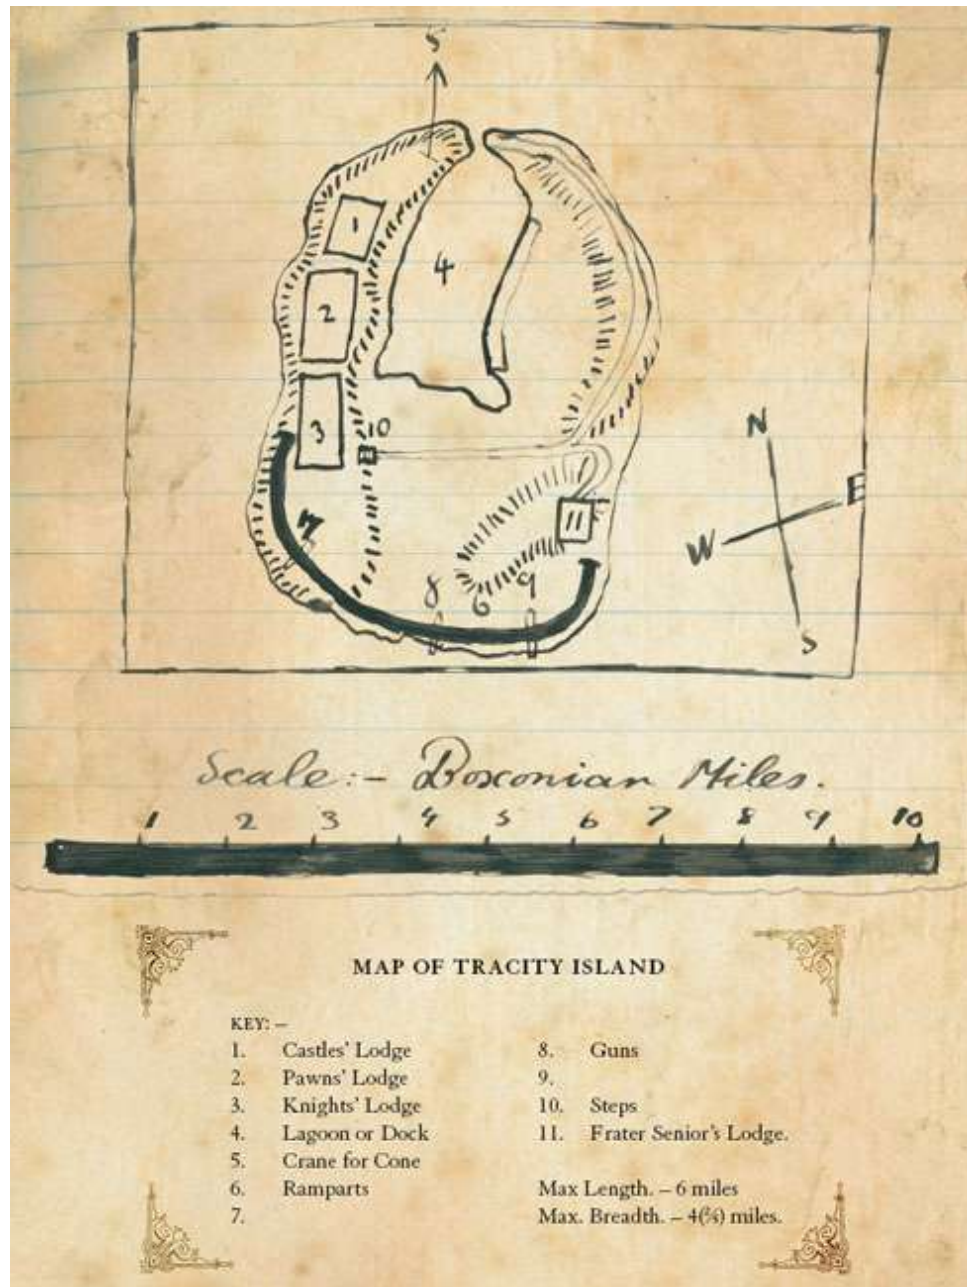 5
1
4
2
3
10
11
7
8
6
9
N
E
W
S
Scale:- Boxonian Miles.
1 2 3 4 5 6 7 8 9 10
MAP OF TRACITY ISLAND
KEY: –
1. Castles' Lodge
2. Pawns' Lodge
3. Knights' Lodge
4. Lagoon or Dock
5. Crane for Cone
6. Ramparts
7.
8. Guns
9.
10. Steps
11. Frater Senior's Lodge.
Max Length. – 6 miles
Max. Breadth. – 4(¾) miles.